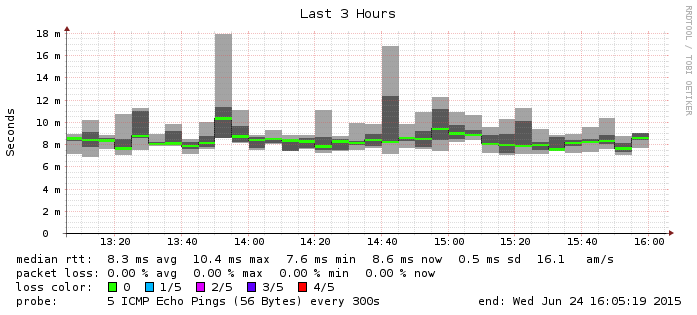 Last 3 Hours
RRDTOOL / TOBI OETIKER
Seconds
18 m
16 m
14 m
12 m
10 m
8 m
6 m
4 m
2 m
0
13:20 13:40 14:00 14:20 14:40 15:00 15:20 15:40 16:00
median rtt: 8.3 ms avg 10.4 ms max 7.6 ms min 8.6 ms now 0.5 ms sd 16.1 am/s
packet loss: 0.00 % avg 0.00 % max 0.00 % min 0.00 % now
loss color: 0 1/5 2/5 3/5 4/5
probe: 5 ICMP Echo Pings (56 Bytes) every 300s end: Wed Jun 24 16:05:19 2015